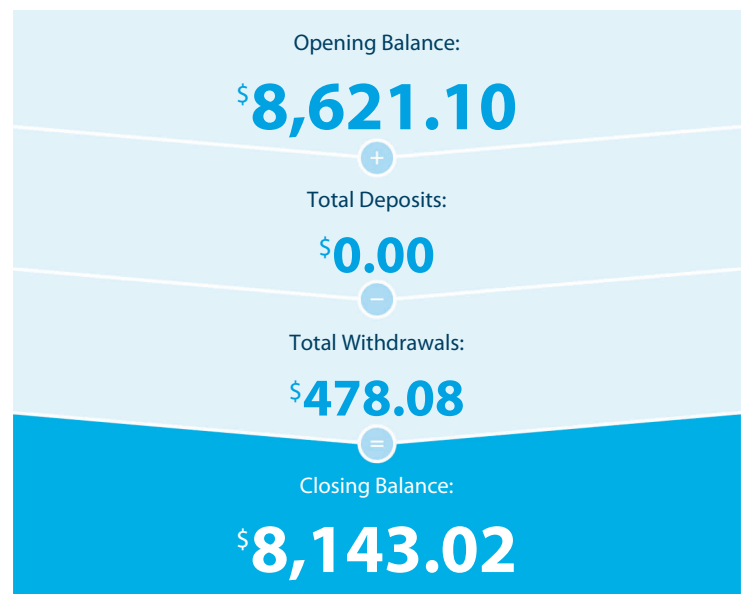 Opening Balance:
$8,621.10
+
Total Deposits:
$0.00
−
Total Withdrawals:
$478.08
=
Closing Balance:
$8,143.02